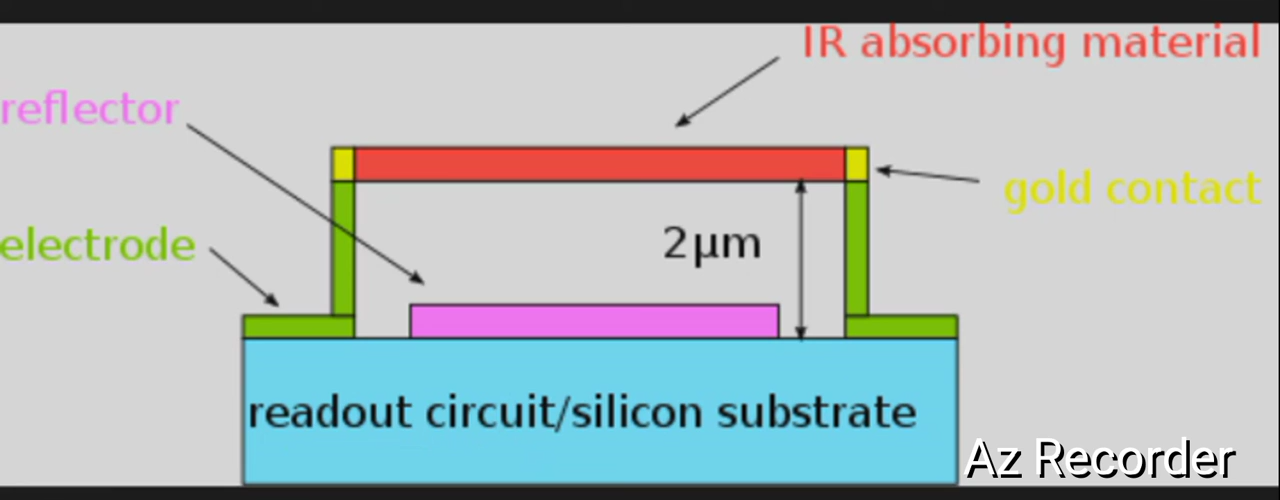 IR absorbing material
reflector
gold contact
electrode
2µm
readout circuit/silicon substrate
Az Recorder